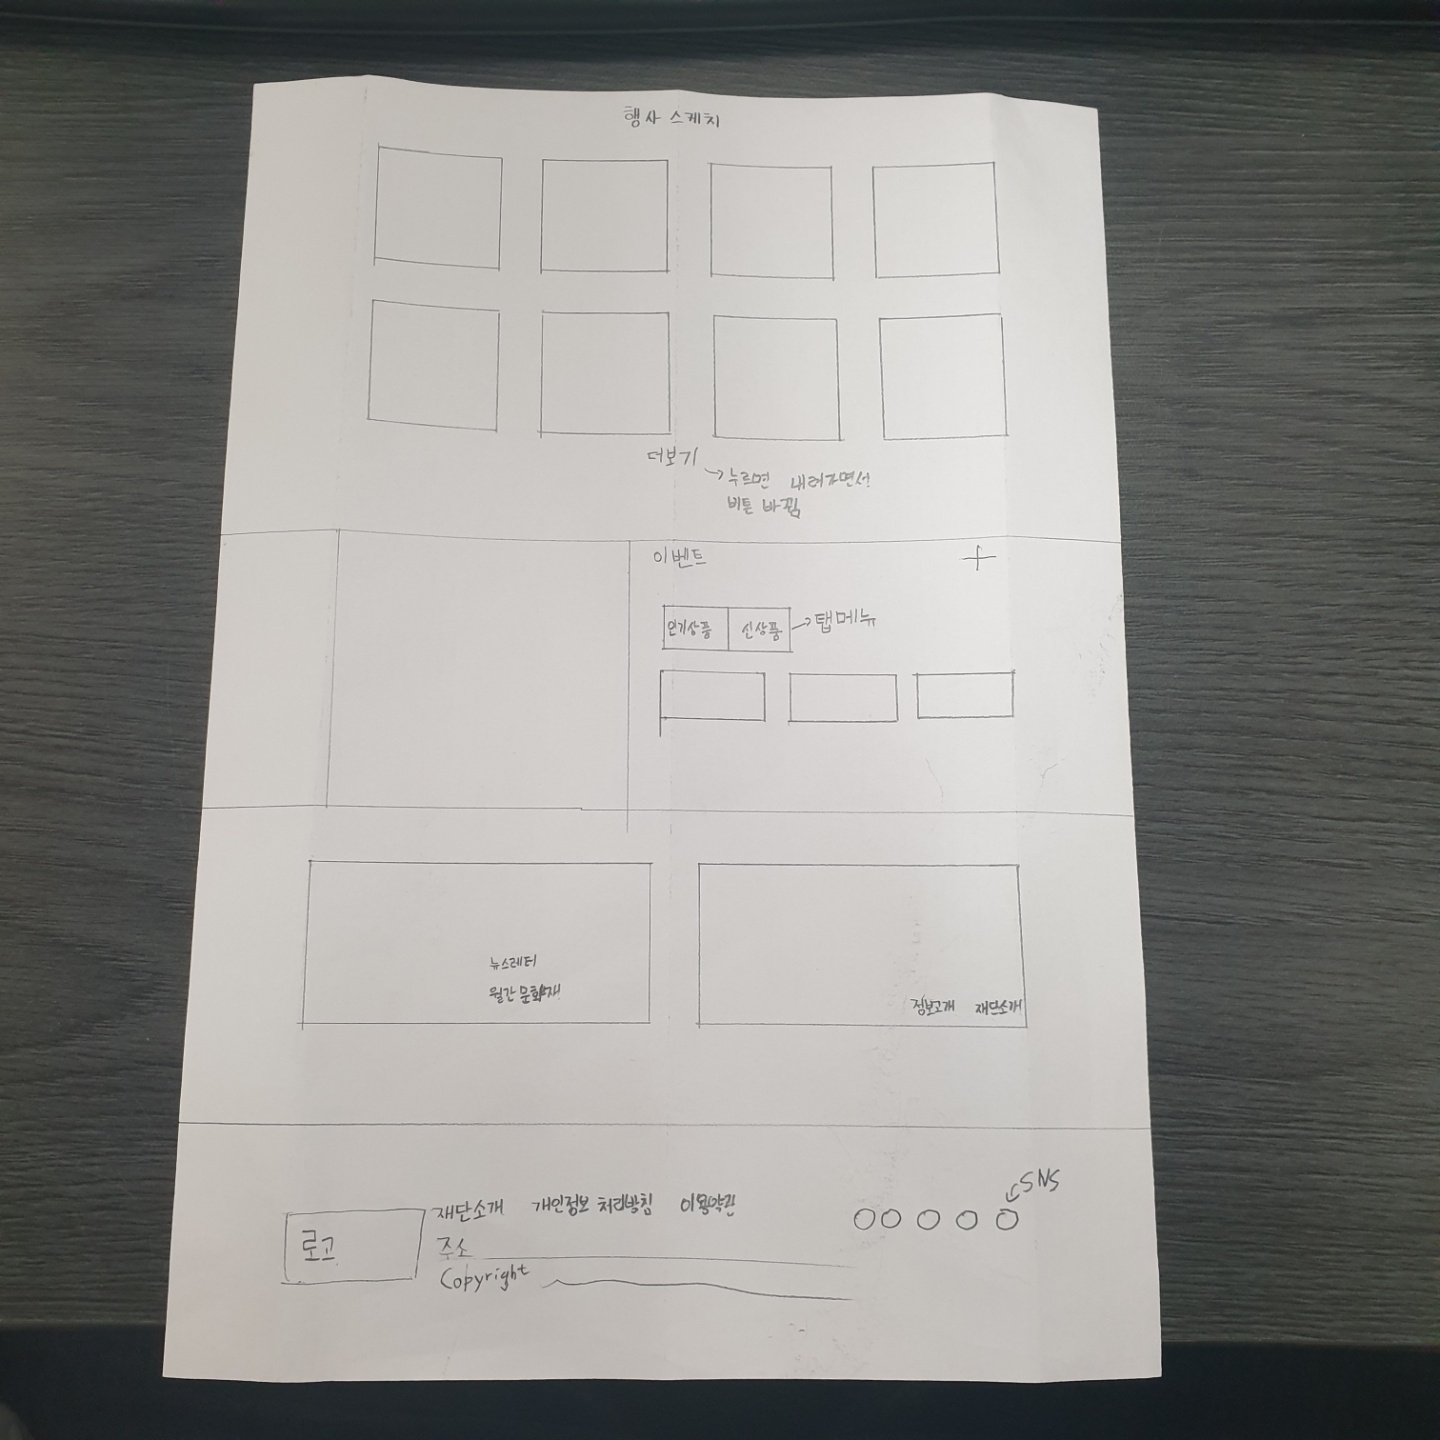 행사 스케치
더보기
→누르면 내려가면서
버튼 바뀜
이벤트 +
인기상품 신상품 →탭메뉴
뉴스레터
월간 문화재
정보공개 재단소개
SNS
재단소개 개인정보 처리방침 이용약관
로고
주소
Copyright